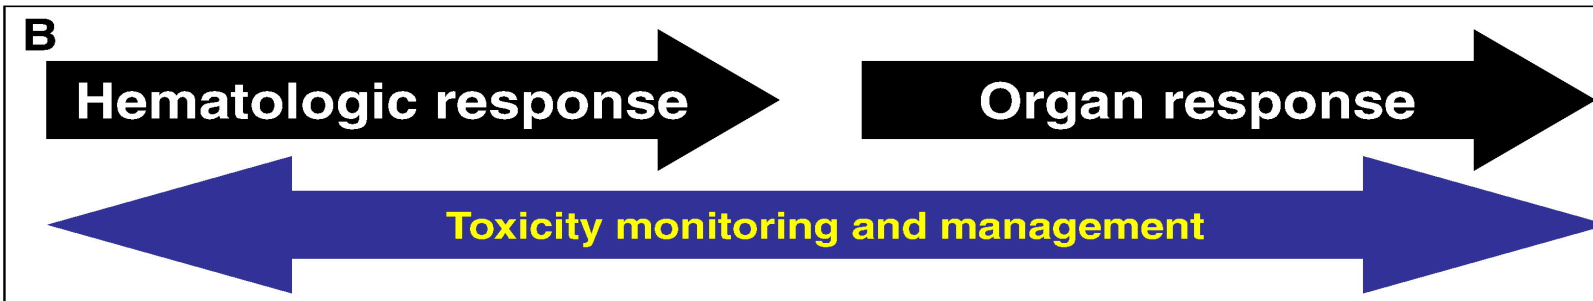 B
Hematologic response
Organ response
Toxicity monitoring and management